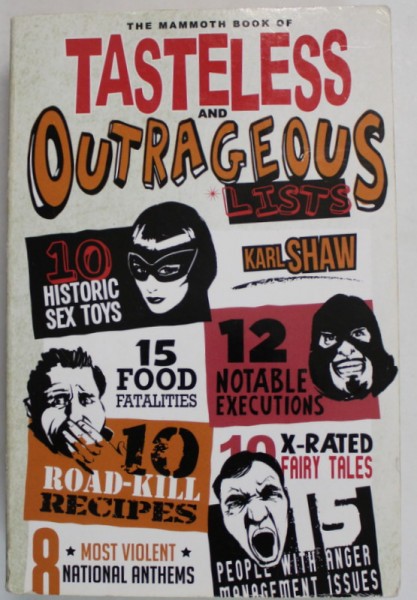 THE MAMMOTH BOOK OF
TASTELESS
AND
OUTRAGEOUS
LISTS
KARL SHAW
10
HISTORIC
SEX TOYS
15
FOOD
FATALITIES
12
NOTABLE
EXECUTIONS
10
ROAD-KILL
RECIPES
10 X-RATED
FAIRY TALES
8 MOST VIOLENT
NATIONAL ANTHEMS
15
PEOPLE WITH ANGER
MANAGEMENT ISSUES